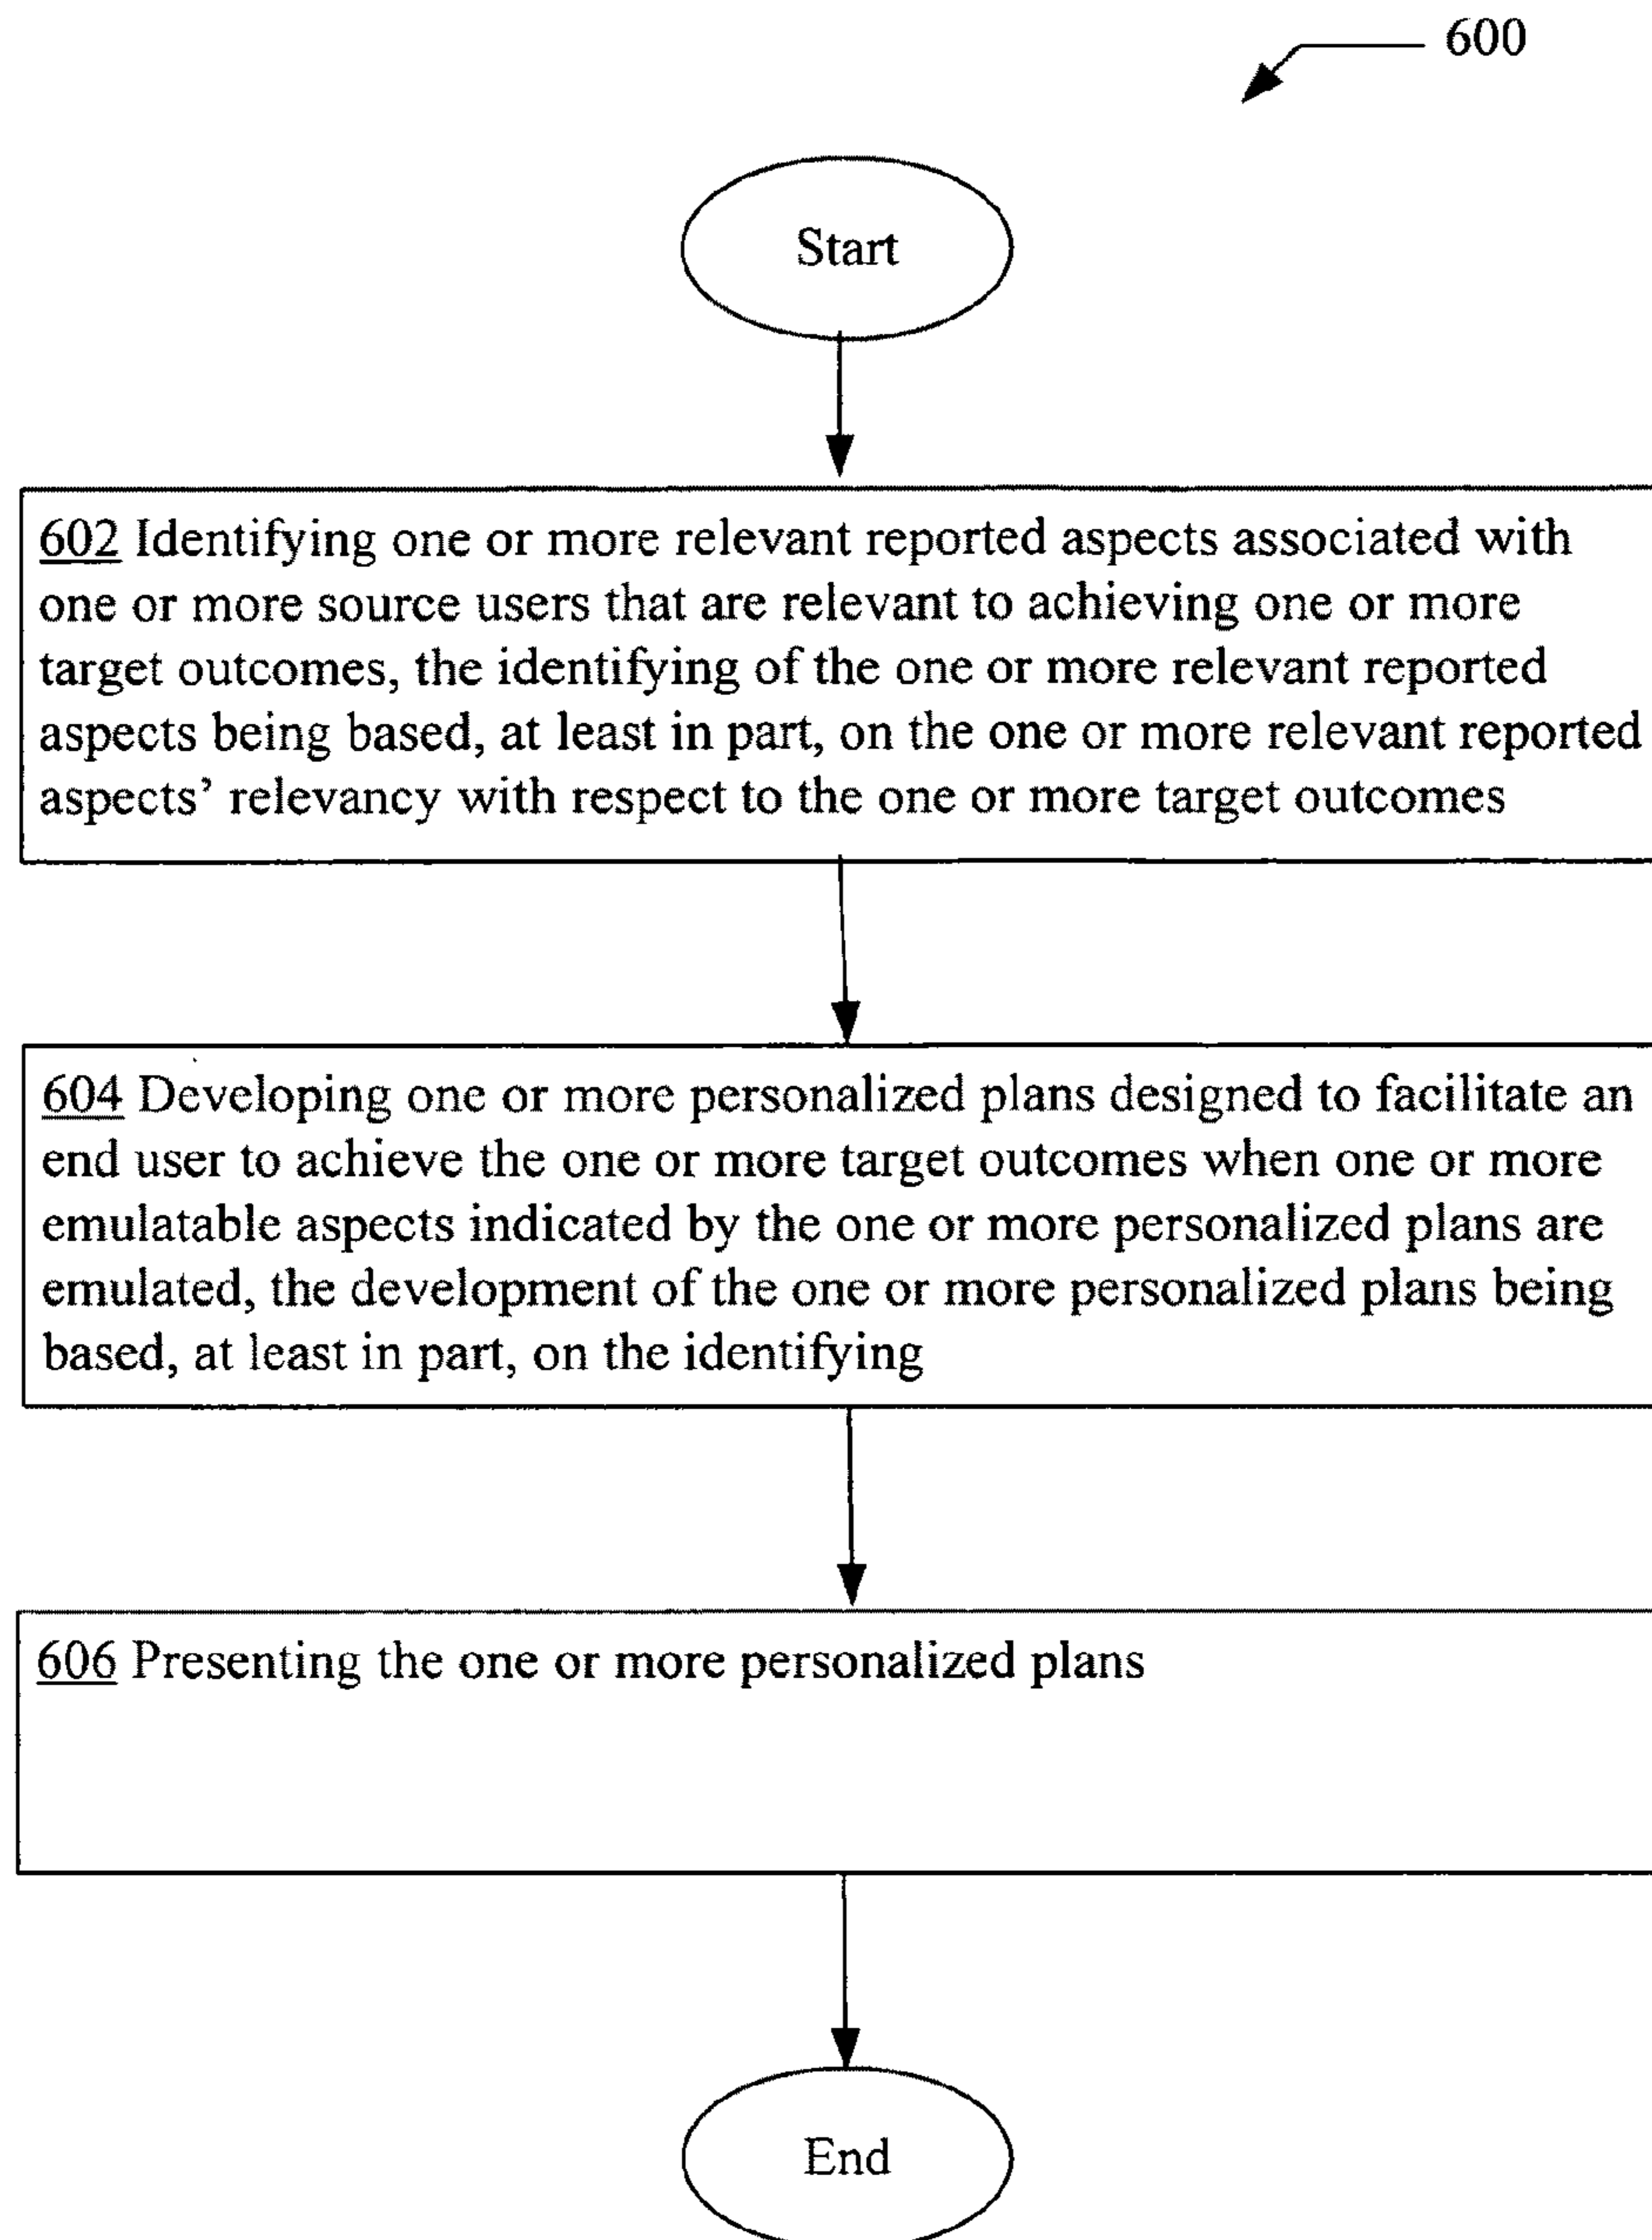 600
Start
602 Identifying one or more relevant reported aspects associated with
one or more source users that are relevant to achieving one or more
target outcomes, the identifying of the one or more relevant reported
aspects being based, at least in part, on the one or more relevant reported
aspects’ relevancy with respect to the one or more target outcomes
604 Developing one or more personalized plans designed to facilitate an
end user to achieve the one or more target outcomes when one or more
emulatable aspects indicated by the one or more personalized plans are
emulated, the development of the one or more personalized plans being
based, at least in part, on the identifying
606 Presenting the one or more personalized plans
End